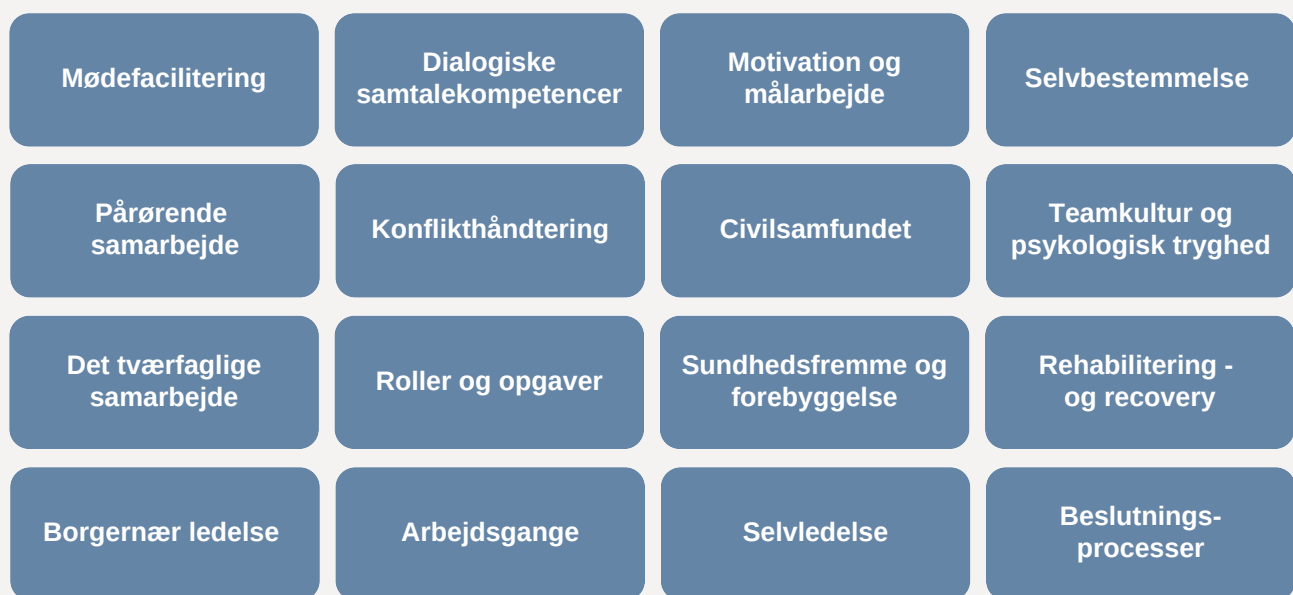 Mødefacilitering
Dialogiske
samtalekompetencer
Motivation og
målarbejde
Selvbestemmelse
Pårørende
samarbejde
Konflikthåndtering
Civilsamfundet
Teamkultur og
psykologisk tryghed
Det tværfaglige
samarbejde
Roller og opgaver
Sundhedsfremme og
forebyggelse
Rehabilitering -
og recovery
Borgernær ledelse
Arbejdsgange
Selvledelse
Beslutnings-
processer